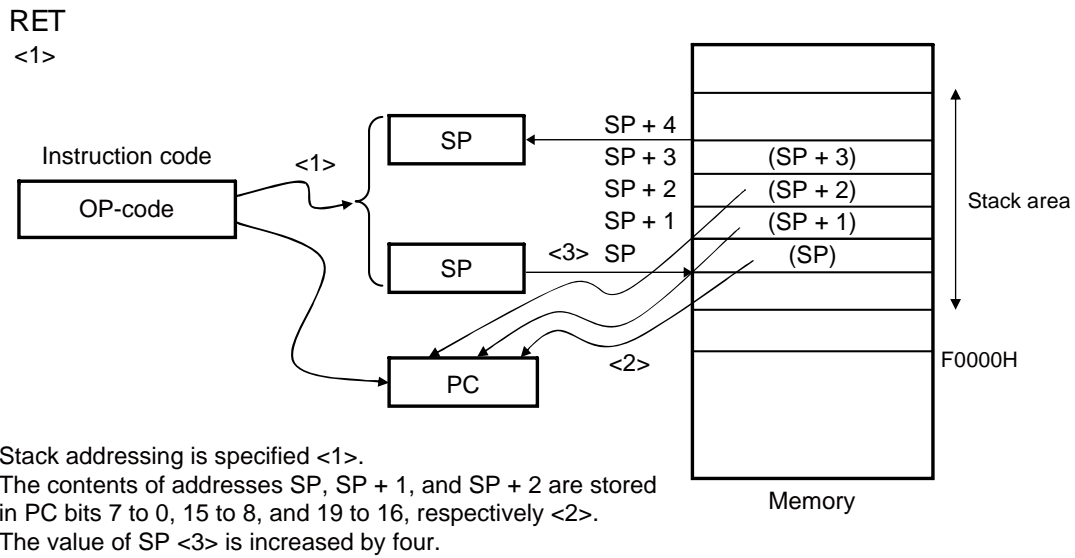 RET
<1>
SP + 4
SP
SP + 3
(SP + 3)
Instruction code
<1>
SP + 2
(SP + 2)
OP-code
Stack area
SP + 1
(SP + 1)
SP
<3>
SP
(SP)
<2>
F0000H
PC
Stack addressing is specified <1>.
The contents of addresses SP, SP + 1, and SP + 2 are stored
in PC bits 7 to 0, 15 to 8, and 19 to 16, respectively <2>.
The value of SP <3> is increased by four.
Memory